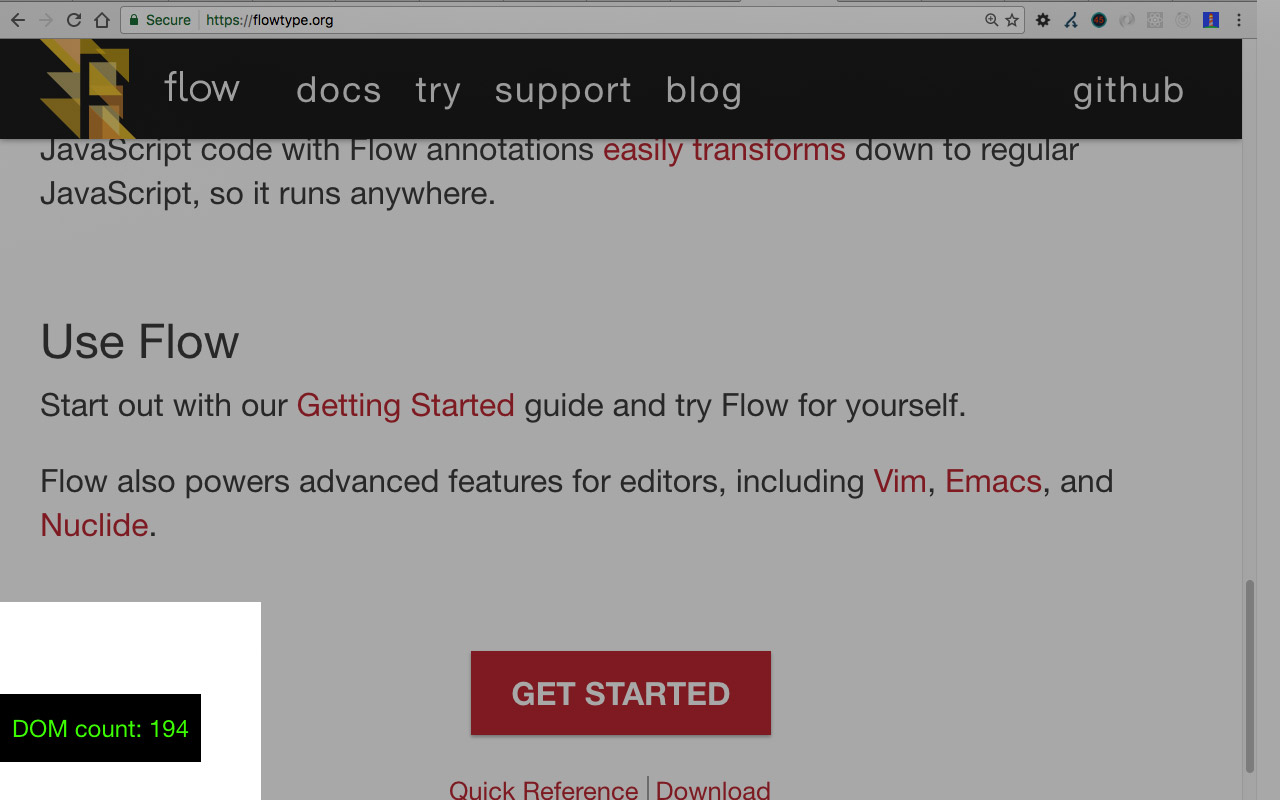 Secure https://flowtype.org
45
flow docs try support blog github
JavaScript code with Flow annotations easily transforms down to regular
JavaScript, so it runs anywhere.
Use Flow
Start out with our Getting Started guide and try Flow for yourself.
Flow also powers advanced features for editors, including Vim, Emacs, and
Nuclide.
GET STARTED
DOM count: 194
Quick Reference Download